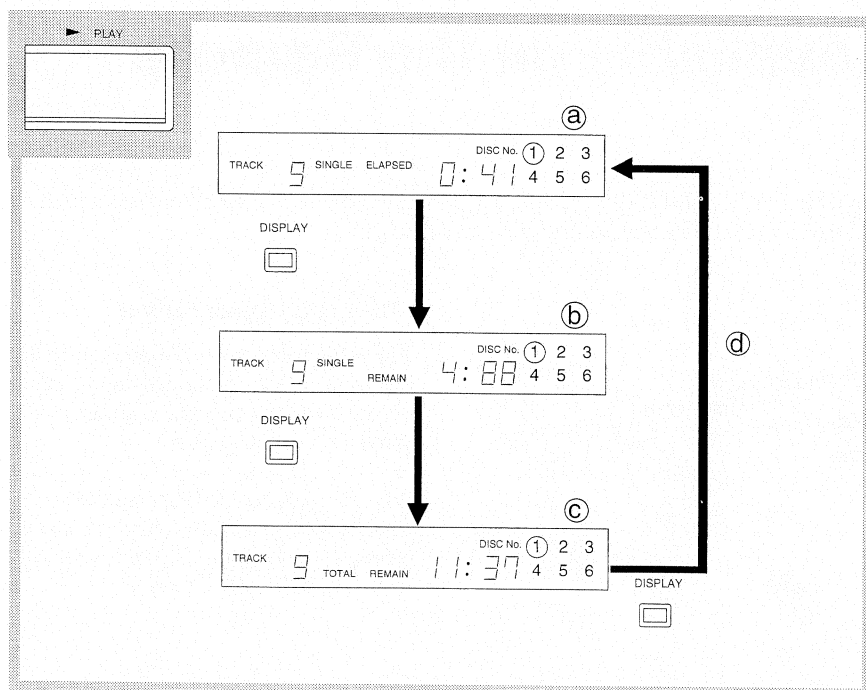 ► PLAY
ⓐ
DISC No. ① 2 3
TRACK 9 SINGLE ELAPSED 0:41 4 5 6
DISPLAY
ⓑ
DISC No. ① 2 3
TRACK 9 SINGLE REMAIN 4:88 4 5 6
ⓓ
DISPLAY
ⓒ
DISC No. ① 2 3
TRACK 9 TOTAL REMAIN 11:37 4 5 6
DISPLAY